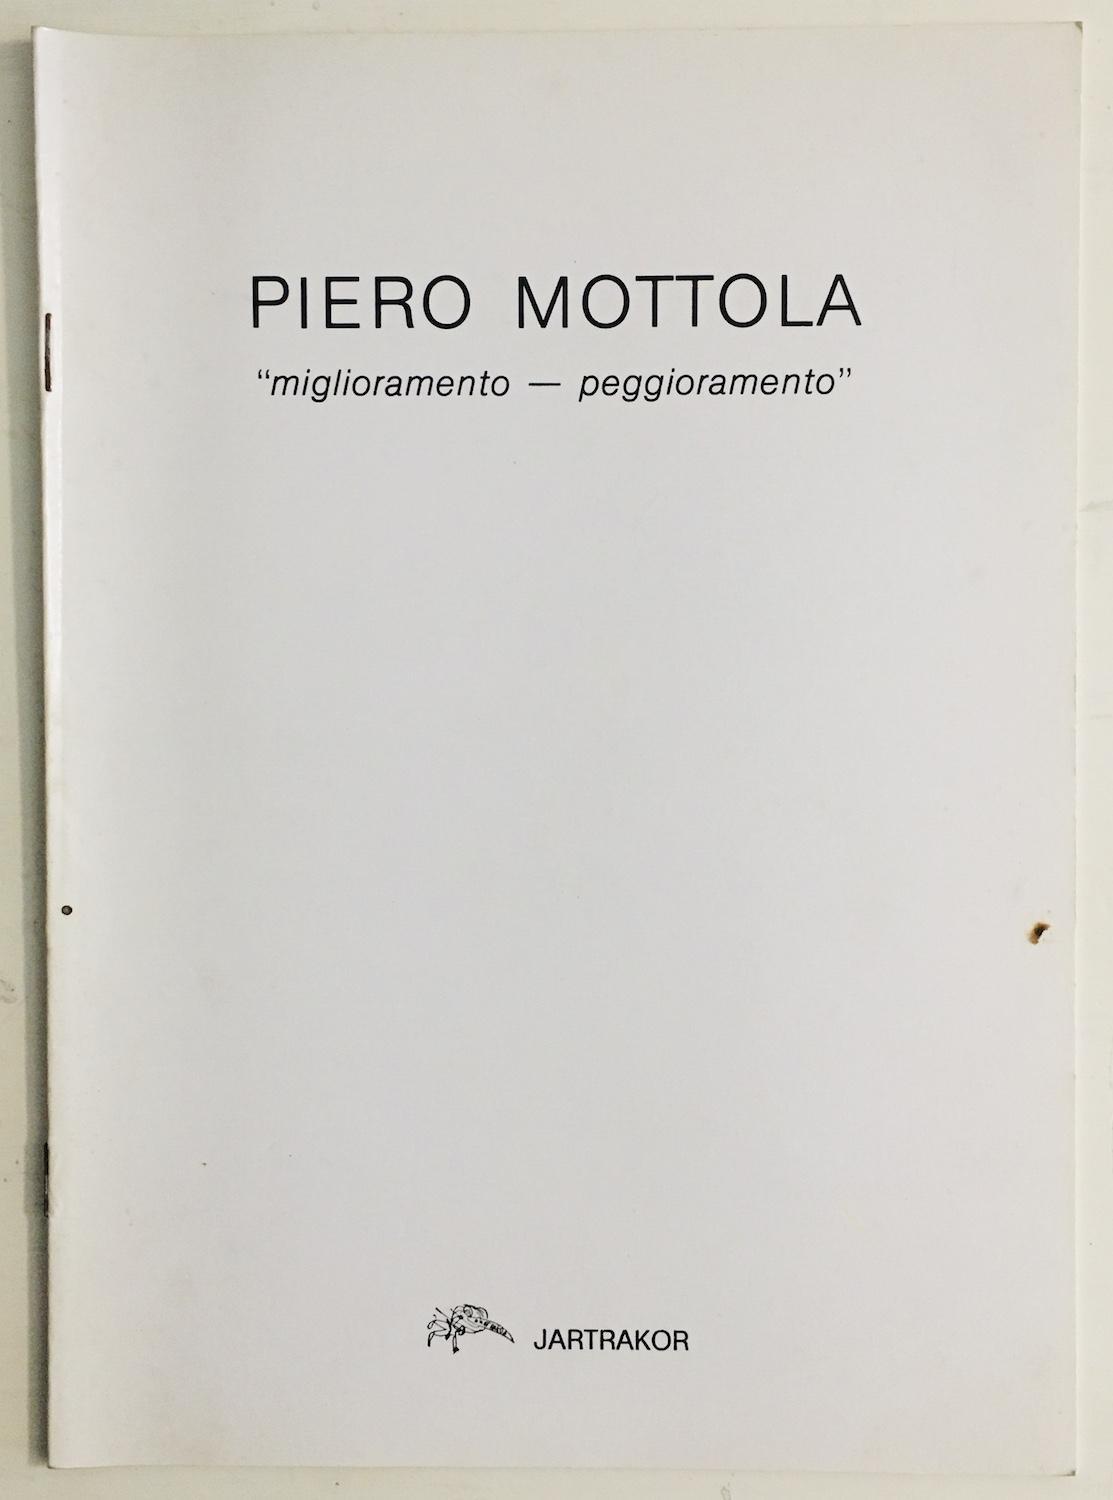 PIERO MOTTOLA
“miglioramento — peggioramento”
JARTRAKOR